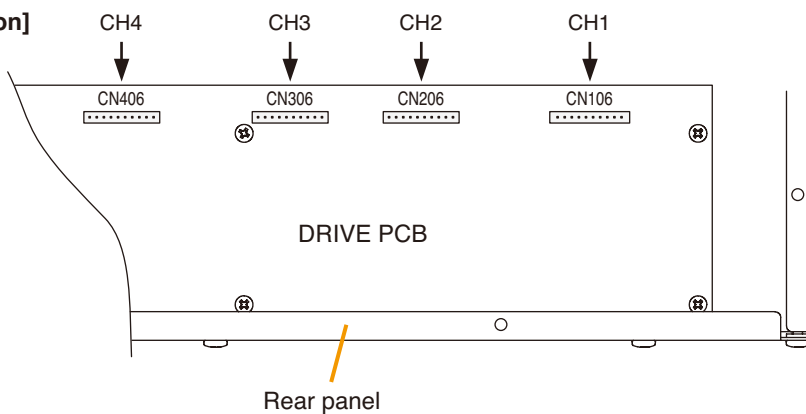 on]
CH4 CH3 CH2 CH1
CN406 CN306 CN206 CN106
DRIVE PCB
Rear panel